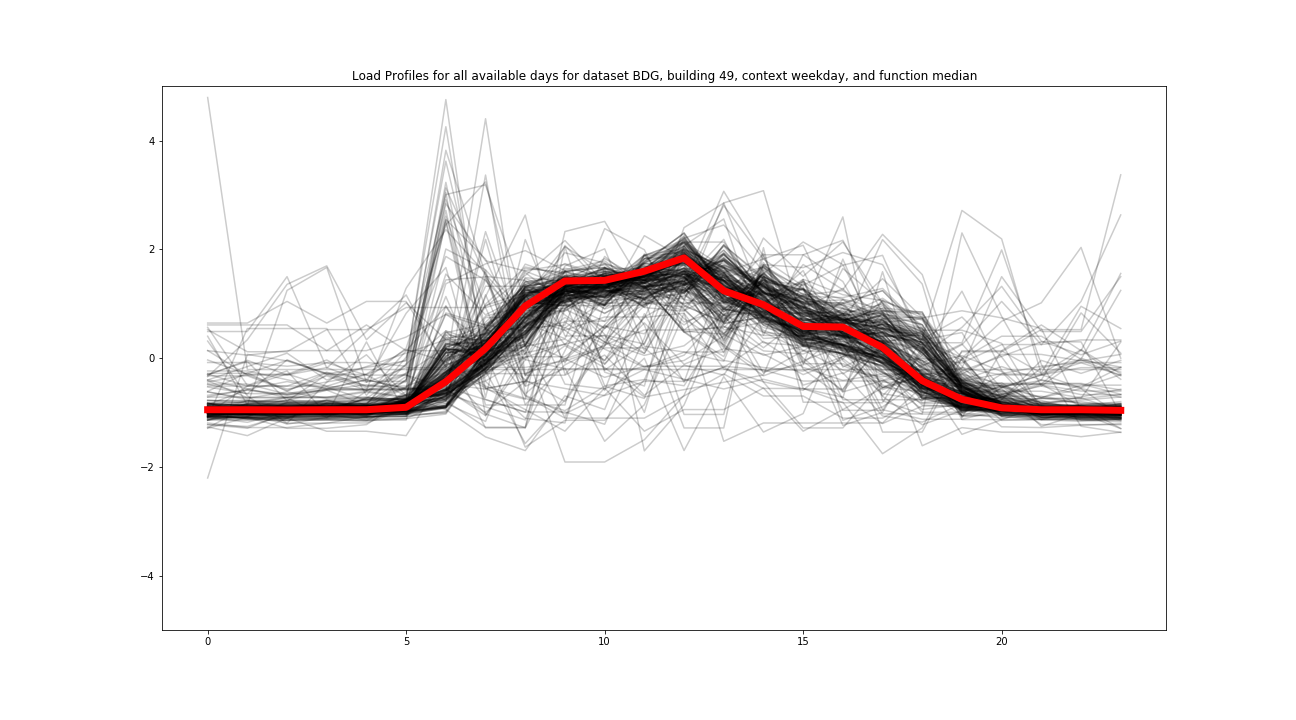 Load Profiles for all available days for dataset BDG, building 49, context weekday, and function median
4
2
0
−2
−4
0 5 10 15 20